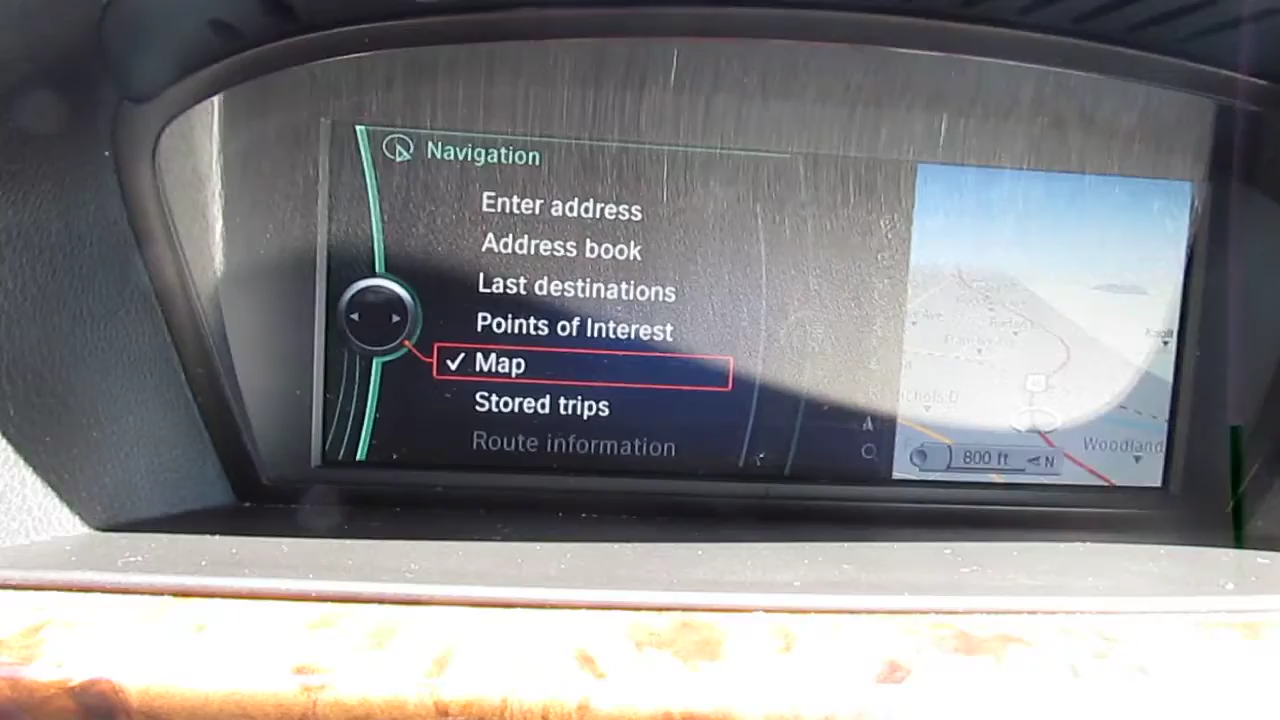 Navigation
Enter address
Address book
Last destinations
Points of Interest
Map
Stored trips
Route information
Woodland
800 ft
N